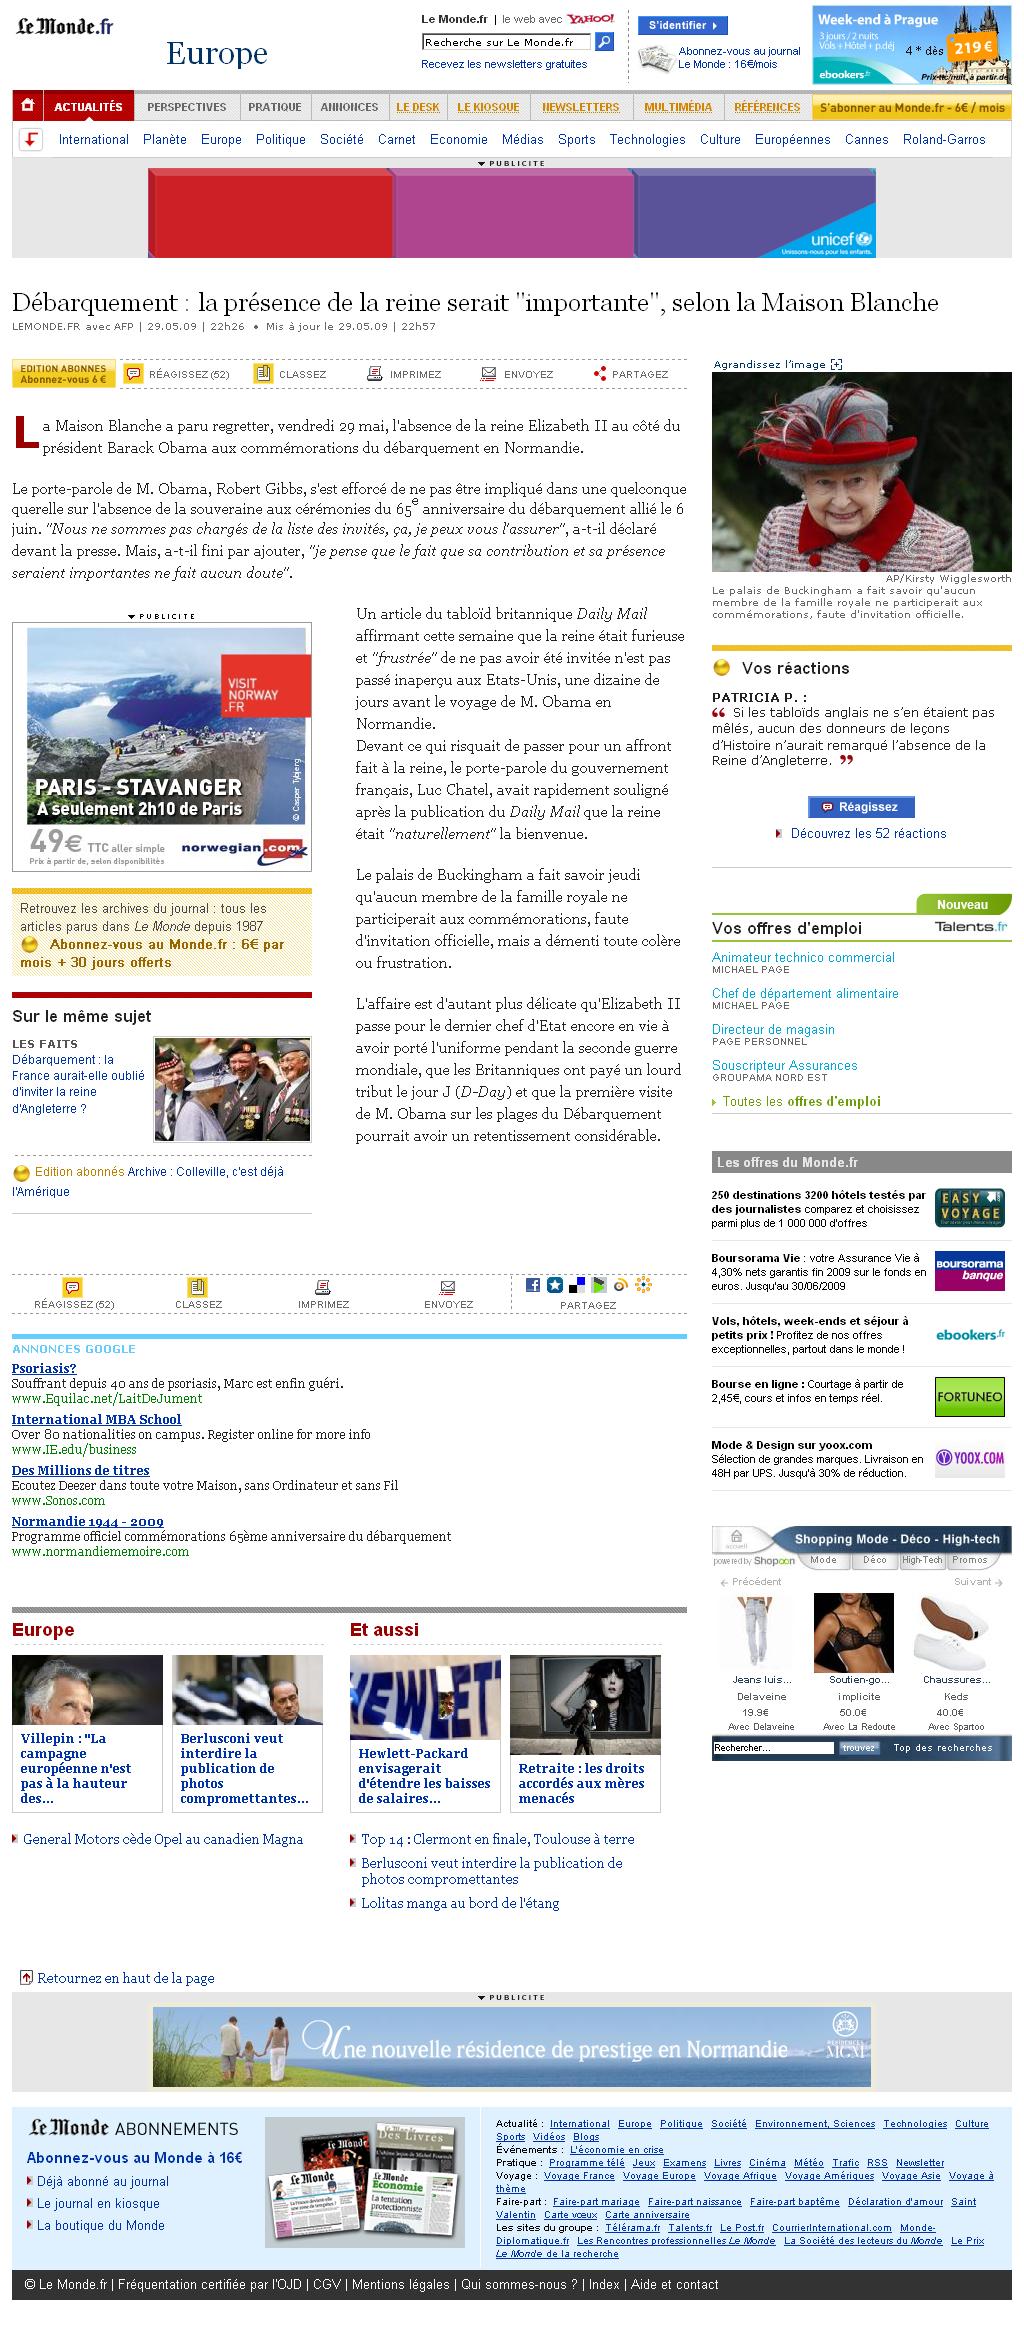 Le Monde.fr
Europe
Le Monde.fr | le web avec YAHOO!
Recherche sur Le Monde.fr
Recevez les newsletters gratuites
S'identifier
Abonnez-vous au journal
Le Monde : 16€/mois
Week-end à Prague
3 jours / 2 nuits
Vols + Hôtel + p.déj
4 * dès 219 €
ebookers.fr
Prix ttc/nuit, à partir de
ACTUALITÉS PERSPECTIVES PRATIQUE ANNONCES LE DESK LE KIOSQUE NEWSLETTERS MULTIMÉDIA RÉFÉRENCES S'abonner au Monde.fr - 6€ / mois
International Planète Europe Politique Société Carnet Economie Médias Sports Technologies Culture Européennes Cannes Roland-Garros
PUBLICITE
unicef
Unissons-nous pour les enfants.
Débarquement : la présence de la reine serait "importante", selon la Maison Blanche
LEMONDE.FR avec AFP | 29.05.09 | 22h26 • Mis à jour le 29.05.09 | 22h57
EDITION ABONNES
Abonnez-vous 6 €
RÉAGISSEZ (52) CLASSEZ IMPRIMEZ ENVOYEZ PARTAGEZ
La Maison Blanche a paru regretter, vendredi 29 mai, l'absence de la reine Elizabeth II au côté du
président Barack Obama aux commémorations du débarquement en Normandie.
Le porte-parole de M. Obama, Robert Gibbs, s'est efforcé de ne pas être impliqué dans une quelconque
querelle sur l'absence de la souveraine aux cérémonies du 65e anniversaire du débarquement allié le 6
juin. "Nous ne sommes pas chargés de la liste des invités, ça, je peux vous l'assurer", a-t-il déclaré
devant la presse. Mais, a-t-il fini par ajouter, "je pense que le fait que sa contribution et sa présence
seraient importantes ne fait aucun doute".
PUBLICITE
VISIT
NORWAY
.FR
PARIS - STAVANGER
A seulement 2h10 de Paris
© Casper Tybjerg
49€ TTC aller simple
Prix à partir de, selon disponibilités
norwegian.com
Retrouvez les archives du journal : tous les
articles parus dans Le Monde depuis 1987
Abonnez-vous au Monde.fr : 6€ par
mois + 30 jours offerts
Sur le même sujet
LES FAITS
Débarquement : la
France aurait-elle oublié
d'inviter la reine
d'Angleterre ?
Edition abonnés Archive : Colleville, c'est déjà
l'Amérique
Un article du tabloïd britannique Daily Mail
affirmant cette semaine que la reine était furieuse
et "frustrée" de ne pas avoir été invitée n'est pas
passé inaperçu aux Etats-Unis, une dizaine de
jours avant le voyage de M. Obama en
Normandie.
Devant ce qui risquait de passer pour un affront
fait à la reine, le porte-parole du gouvernement
français, Luc Chatel, avait rapidement souligné
après la publication du Daily Mail que la reine
était "naturellement" la bienvenue.
Le palais de Buckingham a fait savoir jeudi
qu'aucun membre de la famille royale ne
participerait aux commémorations, faute
d'invitation officielle, mais a démenti toute colère
ou frustration.
L'affaire est d'autant plus délicate qu'Elizabeth II
passe pour le dernier chef d'Etat encore en vie à
avoir porté l'uniforme pendant la seconde guerre
mondiale, que les Britanniques ont payé un lourd
tribut le jour J (D-Day) et que la première visite
de M. Obama sur les plages du Débarquement
pourrait avoir un retentissement considérable.
Agrandissez l'image
AP/Kirsty Wigglesworth
Le palais de Buckingham a fait savoir qu'aucun
membre de la famille royale ne participerait aux
commémorations, faute d'invitation officielle.
Vos réactions
PATRICIA P. :
“ Si les tabloïds anglais ne s'en étaient pas
mêlés, aucun des donneurs de leçons
d'Histoire n'aurait remarqué l'absence de la
Reine d'Angleterre. ”
Réagissez
Découvrez les 52 réactions
Nouveau
Vos offres d'emploi Talents.fr
Animateur technico commercial
MICHAEL PAGE
Chef de département alimentaire
MICHAEL PAGE
Directeur de magasin
PAGE PERSONNEL
Souscripteur Assurances
GROUPAMA NORD EST
Toutes les offres d'emploi
Les offres du Monde.fr
250 destinations 3200 hôtels testés par
des journalistes comparez et choisissez
parmi plus de 1 000 000 d'offres
EASY
VOYAGE
Boursorama Vie : votre Assurance Vie à
4,30% nets garantis fin 2009 sur le fonds en
euros. Jusqu'au 30/06/2009
BOURSORAMA
banque
Vols, hôtels, week-ends et séjour à
petits prix ! Profitez de nos offres
exceptionnelles, partout dans le monde !
ebookers.fr
Bourse en ligne : Courtage à partir de
2,45€, cours et infos en temps réel.
FORTUNEO
Mode & Design sur yoox.com
Sélection de grandes marques. Livraison en
48H par UPS. Jusqu'à 30% de réduction.
YOOX.COM
RÉAGISSEZ (52) CLASSEZ IMPRIMEZ ENVOYEZ PARTAGEZ
ANNONCES GOOGLE
Psoriasis?
Souffrant depuis 40 ans de psoriasis, Marc est enfin guéri.
www.Equilac.net/LaitDeJument
International MBA School
Over 80 nationalities on campus. Register online for more info
www.IE.edu/business
Des Millions de titres
Ecoutez Deezer dans toute votre Maison, sans Ordinateur et sans Fil
www.Sonos.com
Normandie 1944 - 2009
Programme officiel commémorations 65ème anniversaire du débarquement
www.normandiememoire.com
accueil
Shopping Mode - Déco - High-tech
powered by Shopoon Mode Déco High-Tech Promos
Précédent Suivant
Jeans luis... Soutien-go... Chaussures...
Delaveine implicite Keds
19.9€ 50.0€ 40.0€
Avec Delaveine Avec La Redoute Avec Spartoo
Rechercher... trouvez Top des recherches
Europe
Villepin : "La
campagne
européenne n'est
pas à la hauteur
des...
Berlusconi veut
interdire la
publication de
photos
compromettantes...
General Motors cède Opel au canadien Magna
Et aussi
HEWLET
Hewlett-Packard
envisagerait
d'étendre les baisses
de salaires...
Retraite : les droits
accordés aux mères
menacés
Top 14 : Clermont en finale, Toulouse à terre
Berlusconi veut interdire la publication de
photos compromettantes
Lolitas manga au bord de l'étang
Retournez en haut de la page
PUBLICITE
Une nouvelle résidence de prestige en Normandie
RÉSIDENCES
MGM
Le Monde ABONNEMENTS
Abonnez-vous au Monde à 16€
Déjà abonné au journal
Le journal en kiosque
La boutique du Monde
Le Monde
Des Livres
Le Monde
Economie
La tentation
protectionniste
Actualité : International Europe Politique Société Environnement, Sciences Technologies Culture
Sports Vidéos Blogs
Événements : L'économie en crise
Pratique : Programme télé Jeux Examens Livres Cinéma Météo Trafic RSS Newsletter
Voyage : Voyage France Voyage Europe Voyage Afrique Voyage Amériques Voyage Asie Voyage à
thème
Faire-part : Faire-part mariage Faire-part naissance Faire-part baptême Déclaration d'amour Saint
Valentin Carte vœux Carte anniversaire
Les sites du groupe : Télérama.fr Talents.fr Le Post.fr CourrierInternational.com Monde-
Diplomatique.fr Les Rencontres professionnelles Le Monde La Société des lecteurs du Monde Le Prix
Le Monde de la recherche
© Le Monde.fr | Fréquentation certifiée par l'OJD | CGV | Mentions légales | Qui sommes-nous ? | Index | Aide et contact